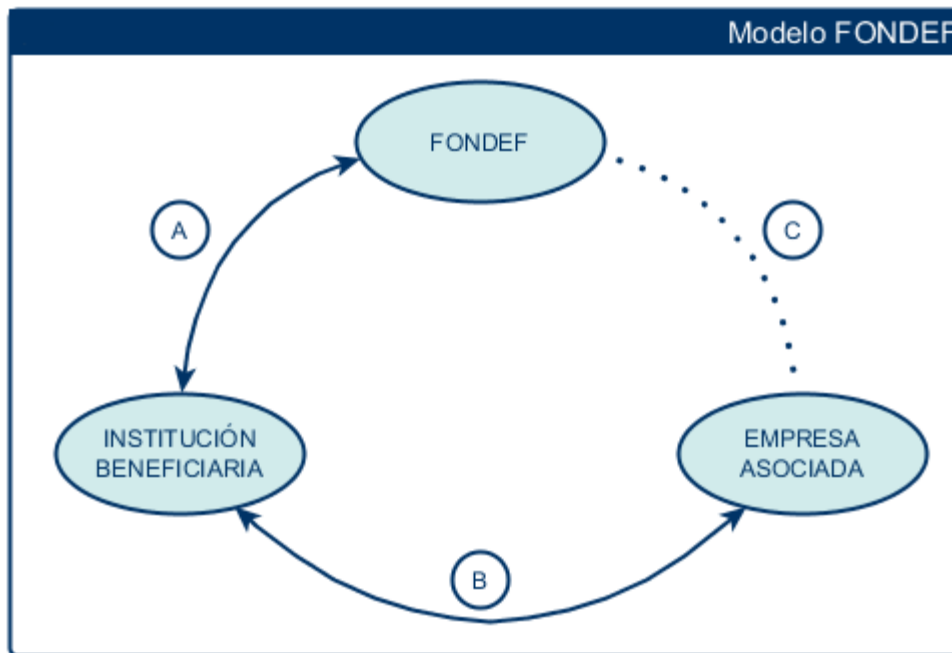 Modelo FONDEF
FONDEF
A
C
INSTITUCIÓN
BENEFICIARIA
EMPRESA
ASOCIADA
B